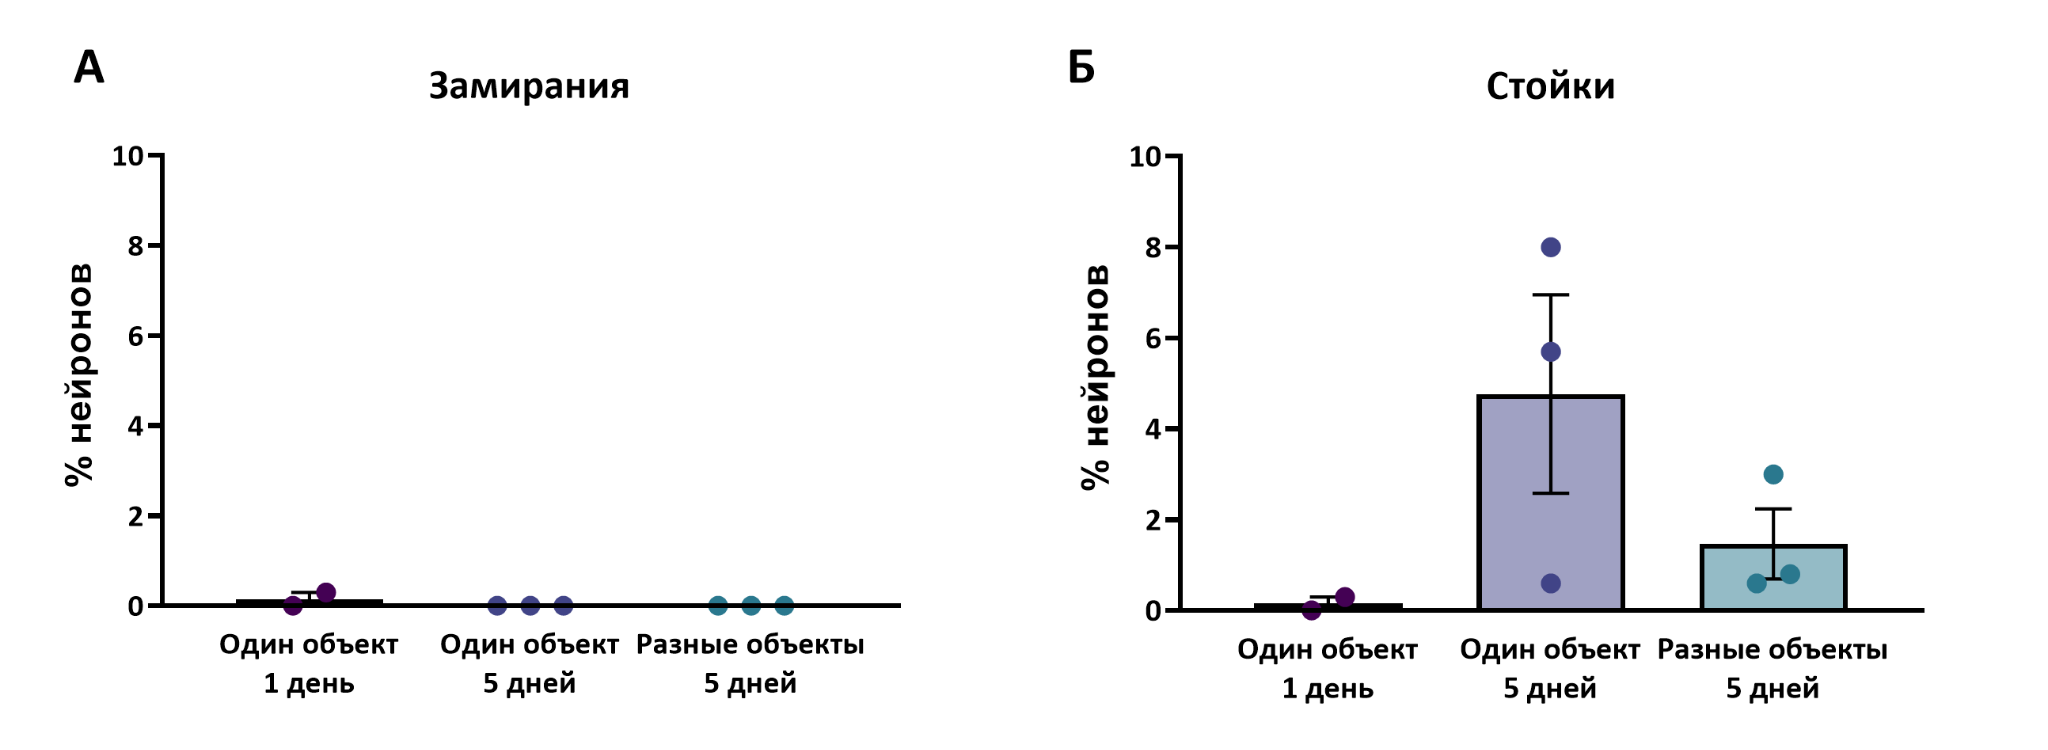 А
Замирания
% нейронов
10
8
6
4
2
0
Один объект
1 день
Один объект
5 дней
Разные объекты
5 дней
Б
Стойки
% нейронов
10
8
6
4
2
0
Один объект
1 день
Один объект
5 дней
Разные объекты
5 дней